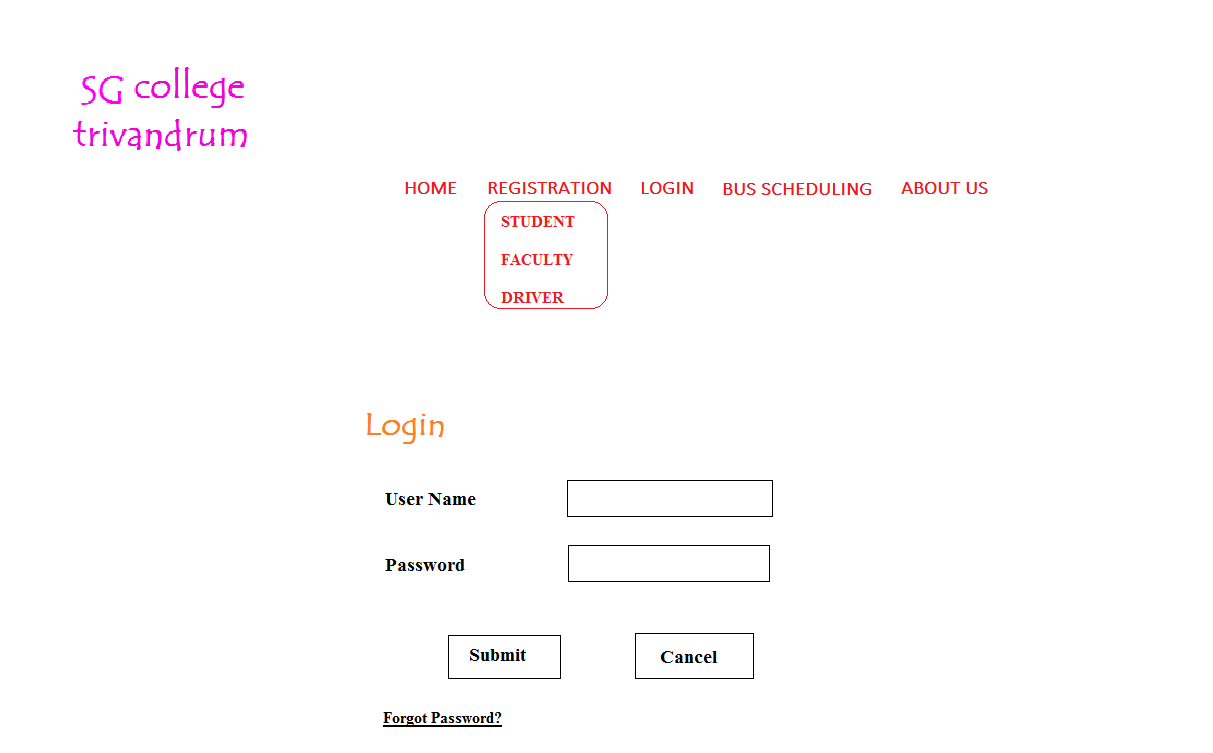 SG college
trivandrum
HOME REGISTRATION LOGIN BUS SCHEDULING ABOUT US
STUDENT
FACULTY
DRIVER
Login
User Name
Password
Submit Cancel
Forgot Password?